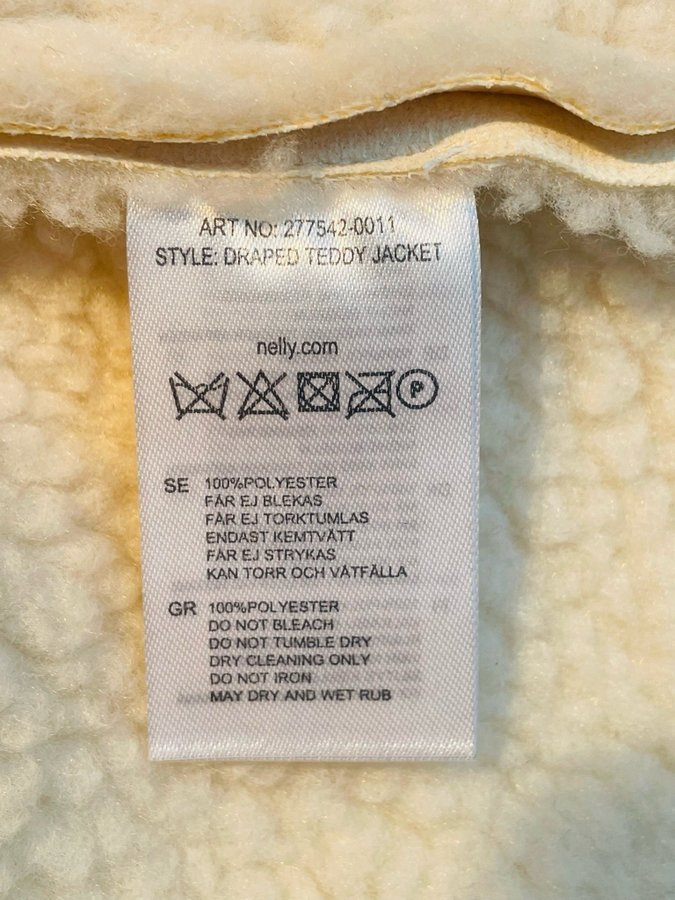 ART NO: 277542-0011
STYLE: DRAPED TEDDY JACKET
nelly.com
P
SE 100%POLYESTER
FÅR EJ BLEKAS
FÅR EJ TORKTUMLAS
ENDAST KEMTVÄTT
FÅR EJ STRYKAS
KAN TORR OCH VÅTFÄLLA
GR 100%POLYESTER
DO NOT BLEACH
DO NOT TUMBLE DRY
DRY CLEANING ONLY
DO NOT IRON
MAY DRY AND WET RUB